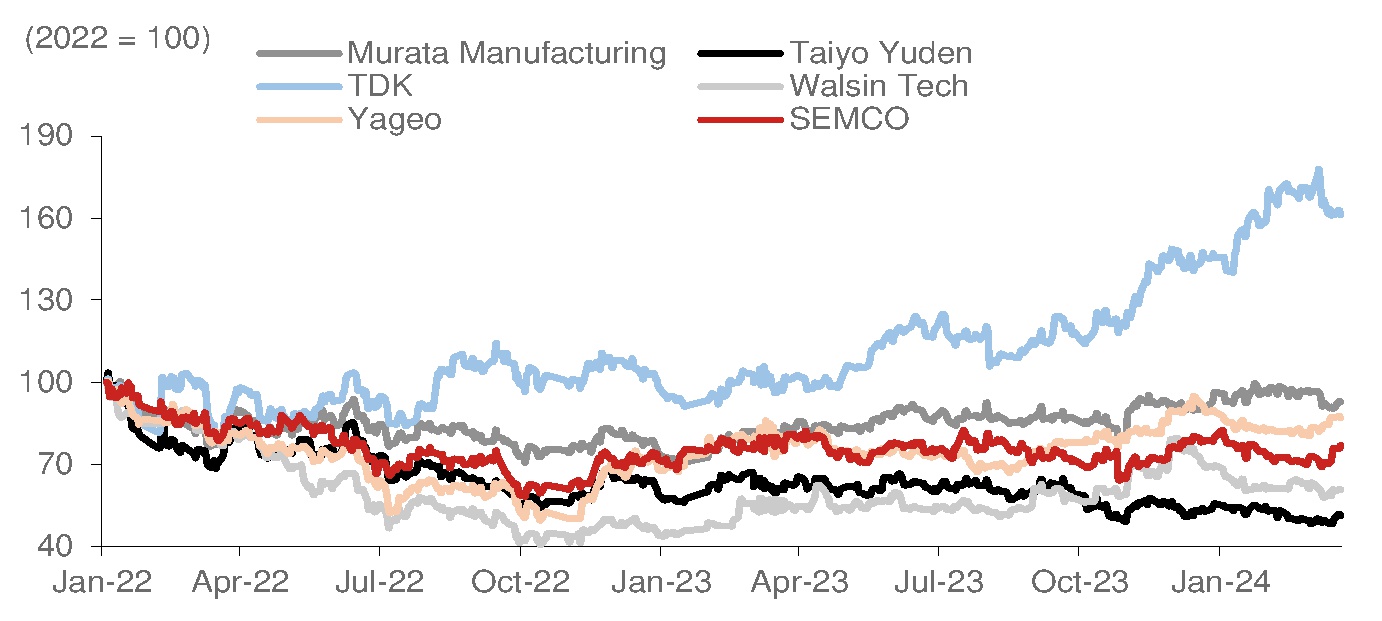 (2022 = 100)
Murata Manufacturing
Taiyo Yuden
TDK
Walsin Tech
Yageo
SEMCO
190
160
130
100
70
40
Jan-22 Apr-22 Jul-22 Oct-22 Jan-23 Apr-23 Jul-23 Oct-23 Jan-24